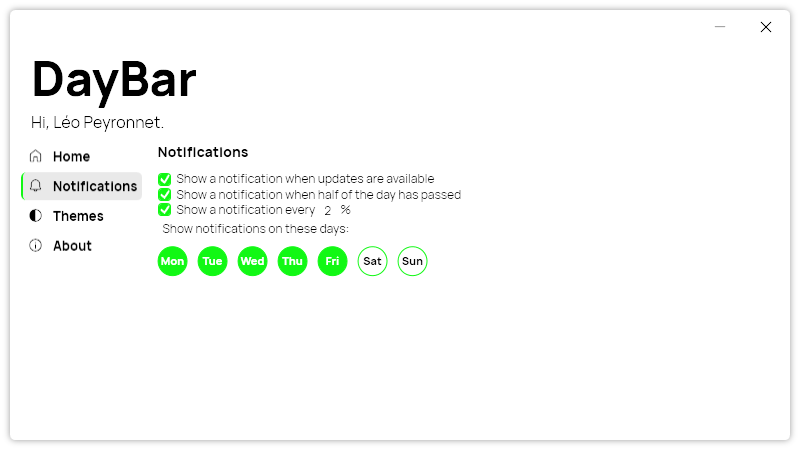 DayBar
Hi, Léo Peyronnet.
Home
Notifications
Themes
About
Notifications
Show a notification when updates are available
Show a notification when half of the day has passed
Show a notification every 2 %
Show notifications on these days:
Mon Tue Wed Thu Fri Sat Sun